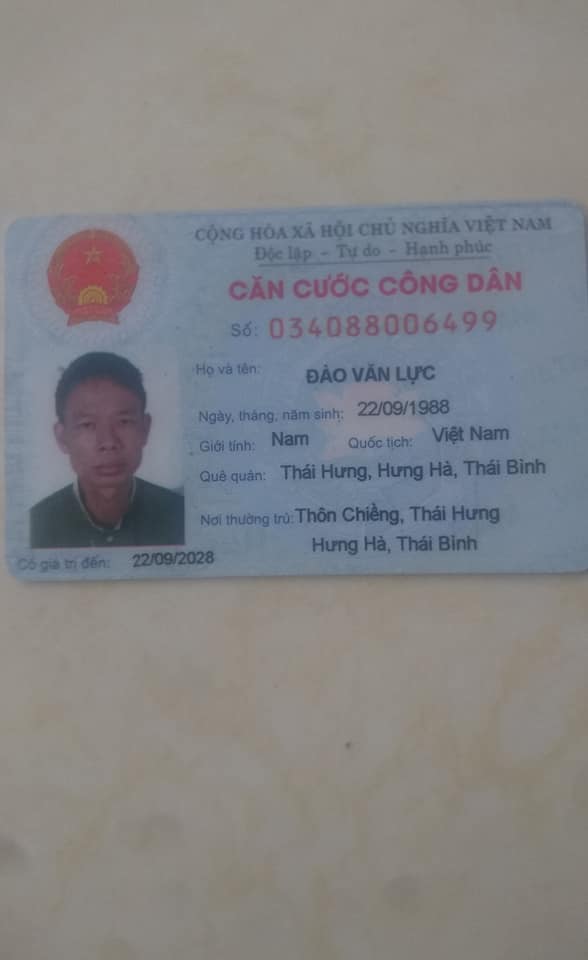 CỘNG HÒA XÃ HỘI CHỦ NGHĨA VIỆT NAM
Độc lập - Tự do - Hạnh phúc
CĂN CƯỚC CÔNG DÂN
Số: 034088006499
Họ và tên: ĐÀO VĂN LỰC
Ngày, tháng, năm sinh: 22/09/1988
Giới tính: Nam Quốc tịch: Việt Nam
Quê quán: Thái Hưng, Hưng Hà, Thái Bình
Nơi thường trú: Thôn Chiềng, Thái Hưng
Hưng Hà, Thái Bình
Có giá trị đến: 22/09/2028